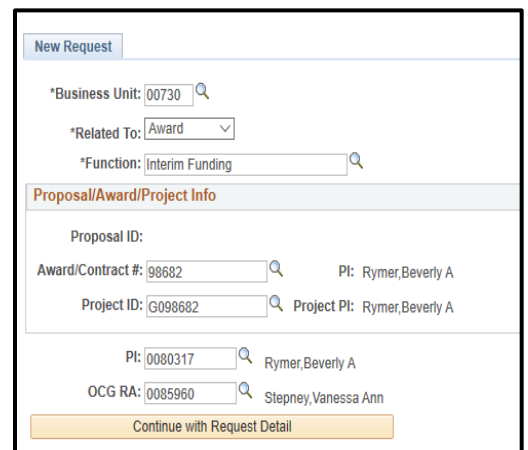 New Request
*Business Unit: 00730
*Related To: Award
*Function: Interim Funding
Proposal/Award/Project Info
Proposal ID:
Award/Contract #: 98682 PI: Rymer,Beverly A
Project ID: G098682 Project PI: Rymer,Beverly A
PI: 0080317 Rymer,Beverly A
OCG RA: 0085960 Stepney,Vanessa Ann
Continue with Request Detail